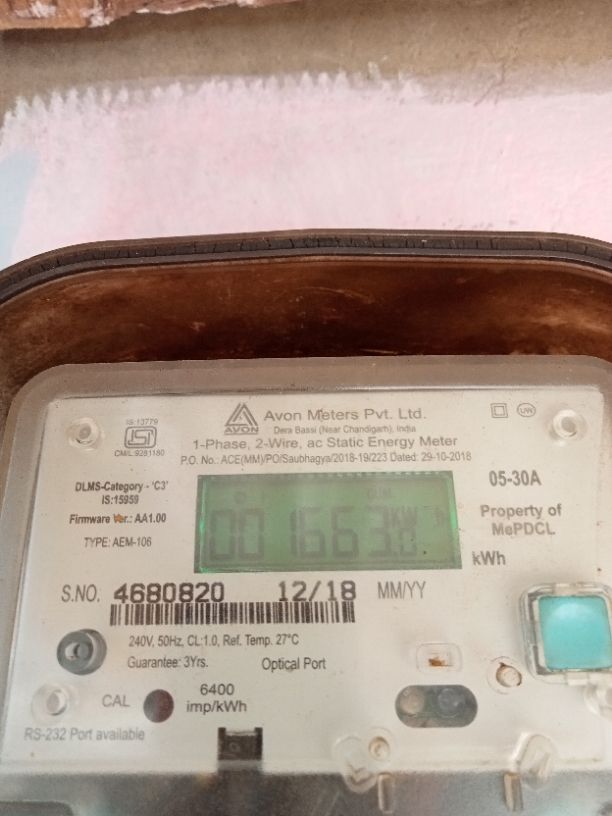 IS:13779
CM/L:9281180
AVON
Avon Meters Pvt. Ltd.
Dera Bassi (Near Chandigarh), India
1-Phase, 2-Wire, ac Static Energy Meter
P.O. No.: ACE(MM)/PO/Saubhagya/2018-19/223 Dated: 29-10-2018
DLMS-Category - 'C3'
IS:15959
Firmware Ver.: AA1.00
TYPE: AEM-106
CUM
001663 kWh
05-30A
Property of
MePDCL
kWh
S.NO. 4680820 12/18 MM/YY
240V, 50Hz, CL:1.0, Ref. Temp. 27°C
Guarantee: 3Yrs. Optical Port
CAL 6400
imp/kWh
RS-232 Port available